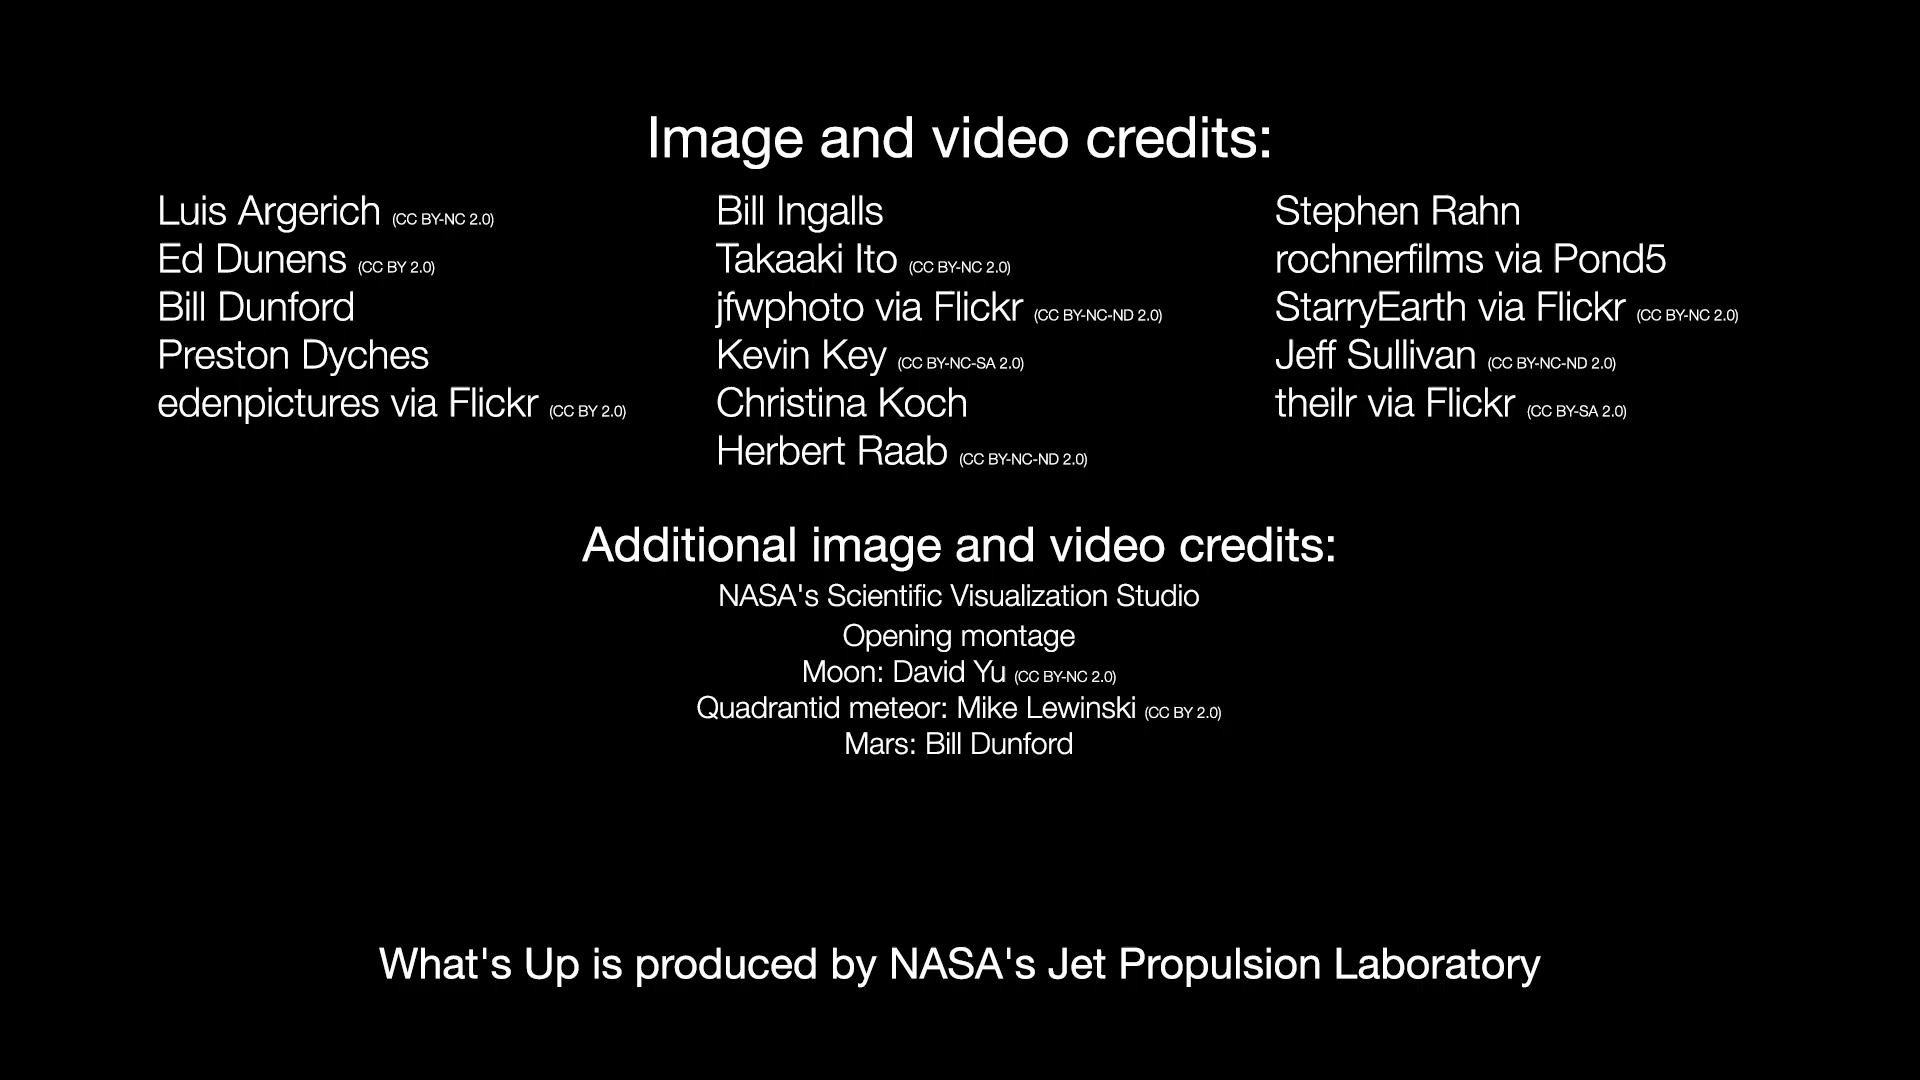 Image and video credits:
Luis Argerich (CC BY-NC 2.0)
Ed Dunens (CC BY 2.0)
Bill Dunford
Preston Dyches
edenpictures via Flickr (CC BY 2.0)
Bill Ingalls
Takaaki Ito (CC BY-NC 2.0)
jfwphoto via Flickr (CC BY-NC-ND 2.0)
Kevin Key (CC BY-NC-SA 2.0)
Christina Koch
Herbert Raab (CC BY-NC-ND 2.0)
Stephen Rahn
rochnerfilms via Pond5
StarryEarth via Flickr (CC BY-NC 2.0)
Jeff Sullivan (CC BY-NC-ND 2.0)
theilr via Flickr (CC BY-SA 2.0)
Additional image and video credits:
NASA's Scientific Visualization Studio
Opening montage
Moon: David Yu (CC BY-NC 2.0)
Quadrantid meteor: Mike Lewinski (CC BY 2.0)
Mars: Bill Dunford
What's Up is produced by NASA's Jet Propulsion Laboratory